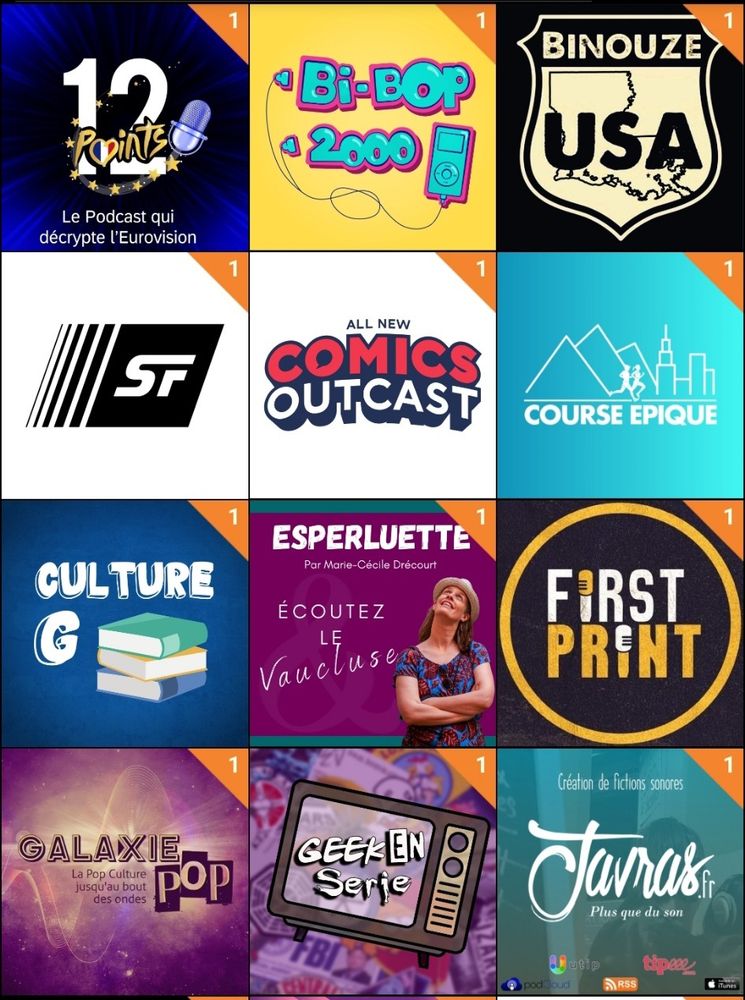 1
12
Points
Le Podcast qui
décrypte l'Eurovision
1
Bi-Bop
2000
1
BINOUZE
USA
1
SF
1
ALL NEW
COMICS
OUTCAST
1
COURSE EPIQUE
1
CULTURE
G
1
ESPERLUETTE
Par Marie-Cécile Drécourt
ÉCOUTEZ
LE
Vaucluse
&
1
FiRST
PRiNT
1
GALAXIE
POP
La Pop Culture
jusqu'au bout
des ondes
1
GEEK EN
Serie
FBI
1
Création de fictions sonores
Javras.fr
Plus que du son
utip
tipeee
podCloud
RSS
iTunes